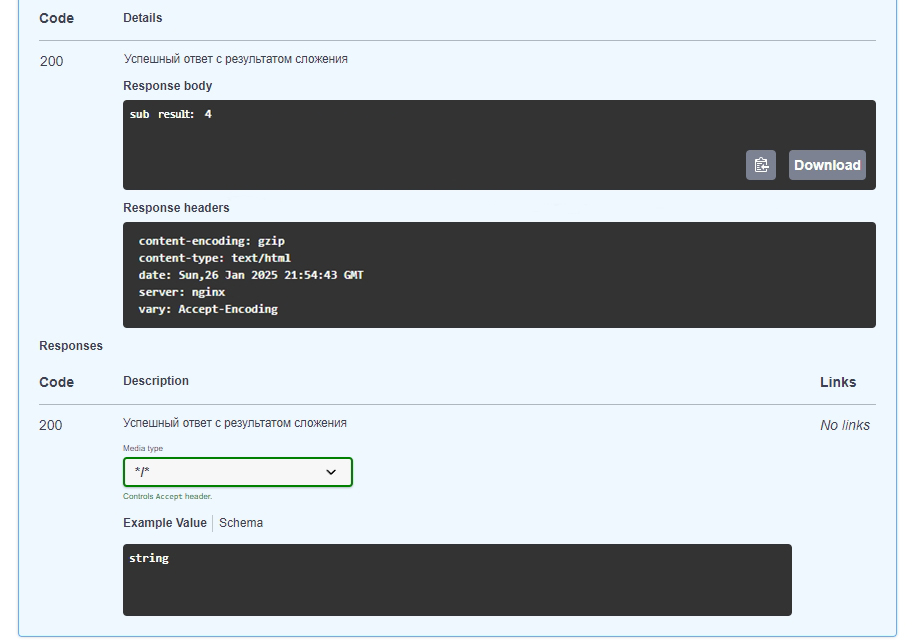 Code Details
200 Успешный ответ с результатом сложения
Response body
sub result: 4
Download
Response headers
content-encoding: gzip
content-type: text/html
date: Sun,26 Jan 2025 21:54:43 GMT
server: nginx
vary: Accept-Encoding
Responses
Code Description Links
200 Успешный ответ с результатом сложения No links
Media type
*/*
Controls Accept header.
Example Value Schema
string